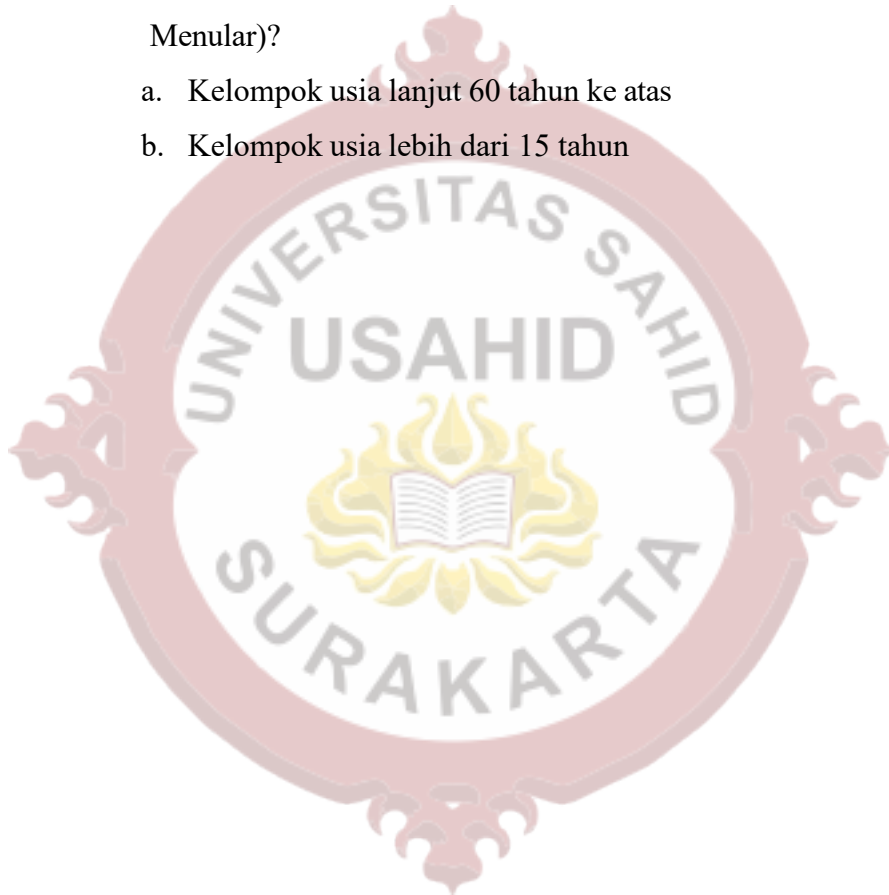 Menular)?
a. Kelompok usia lanjut 60 tahun ke atas
b. Kelompok usia lebih dari 15 tahun
UNIVERSITAS SAHID
USAHID
SURAKARTA